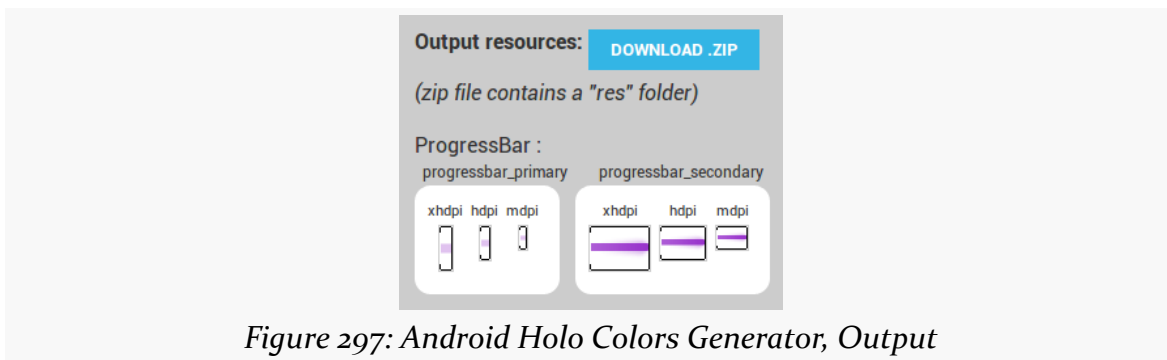 Output resources: DOWNLOAD .ZIP
(zip file contains a "res" folder)
ProgressBar :
progressbar_primary progressbar_secondary
xhdpi hdpi mdpi xhdpi hdpi mdpi
Figure 297: Android Holo Colors Generator, Output